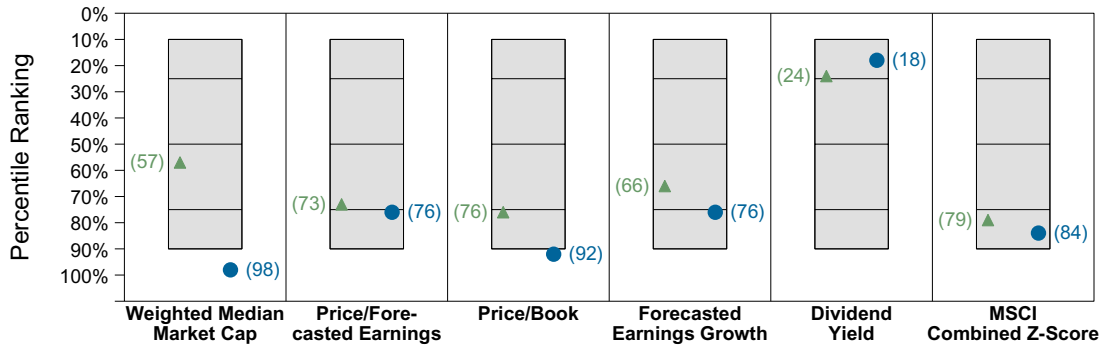 Percentile Ranking
0%
10%
20%
30%
40%
50%
60%
70%
80%
90%
100%
(57)
(98)
(73)
(76)
(76)
(92)
(66)
(76)
(24)
(18)
(79)
(84)
Weighted Median
Market Cap
Price/Fore-
casted Earnings
Price/Book
Forecasted
Earnings Growth
Dividend
Yield
MSCI
Combined Z-Score